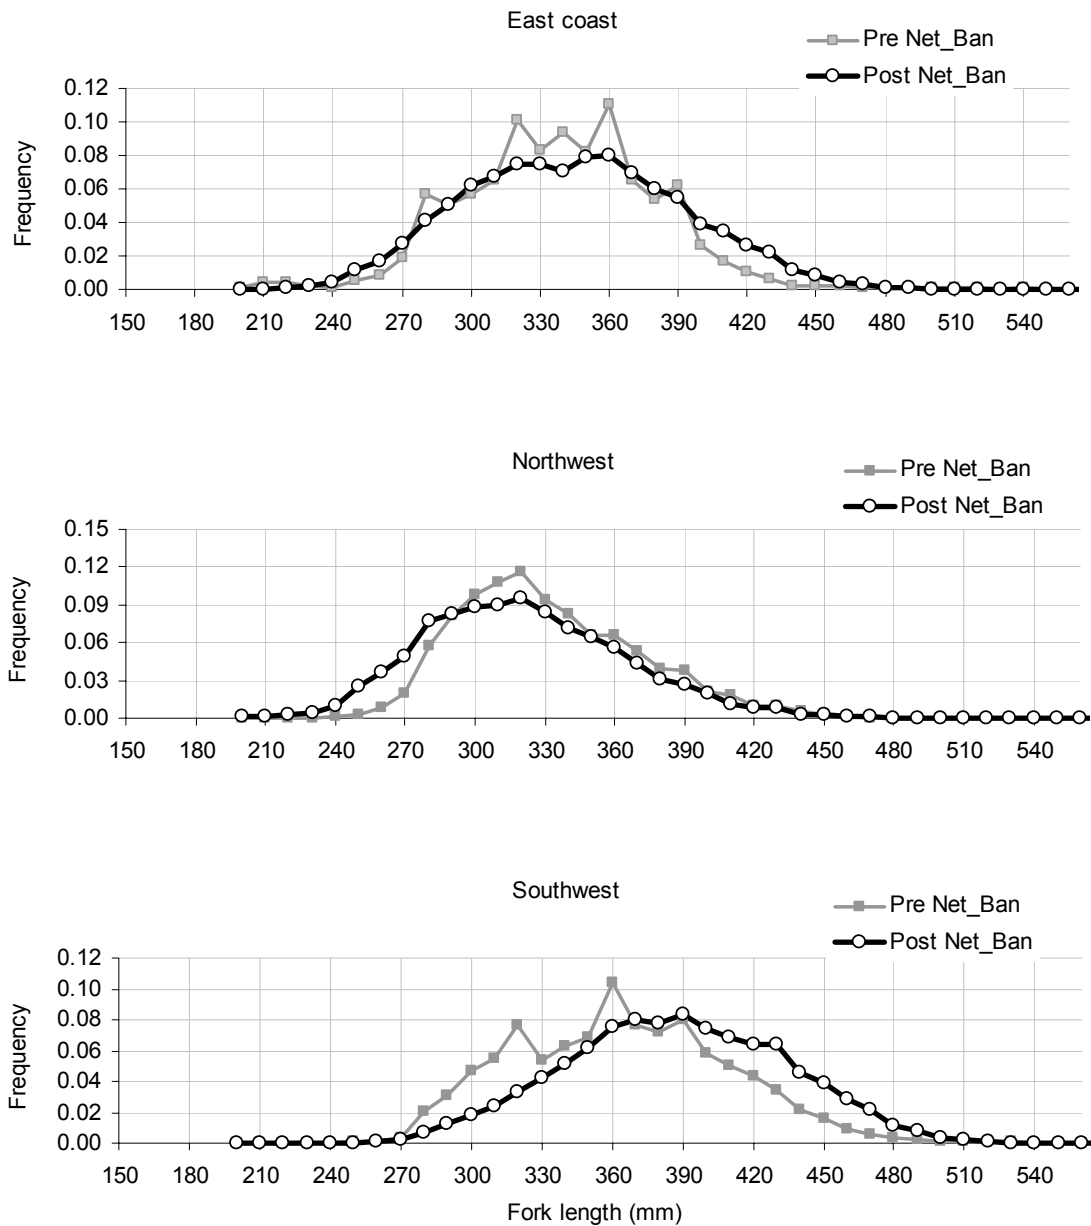 East coast
Pre Net_Ban
Post Net_Ban
Frequency
0.12
0.10
0.08
0.06
0.04
0.02
0.00
150 180 210 240 270 300 330 360 390 420 450 480 510 540
Northwest
Pre Net_Ban
Post Net_Ban
Frequency
0.15
0.12
0.09
0.06
0.03
0.00
150 180 210 240 270 300 330 360 390 420 450 480 510 540
Southwest
Pre Net_Ban
Post Net_Ban
Frequency
0.12
0.10
0.08
0.06
0.04
0.02
0.00
150 180 210 240 270 300 330 360 390 420 450 480 510 540
Fork length (mm)